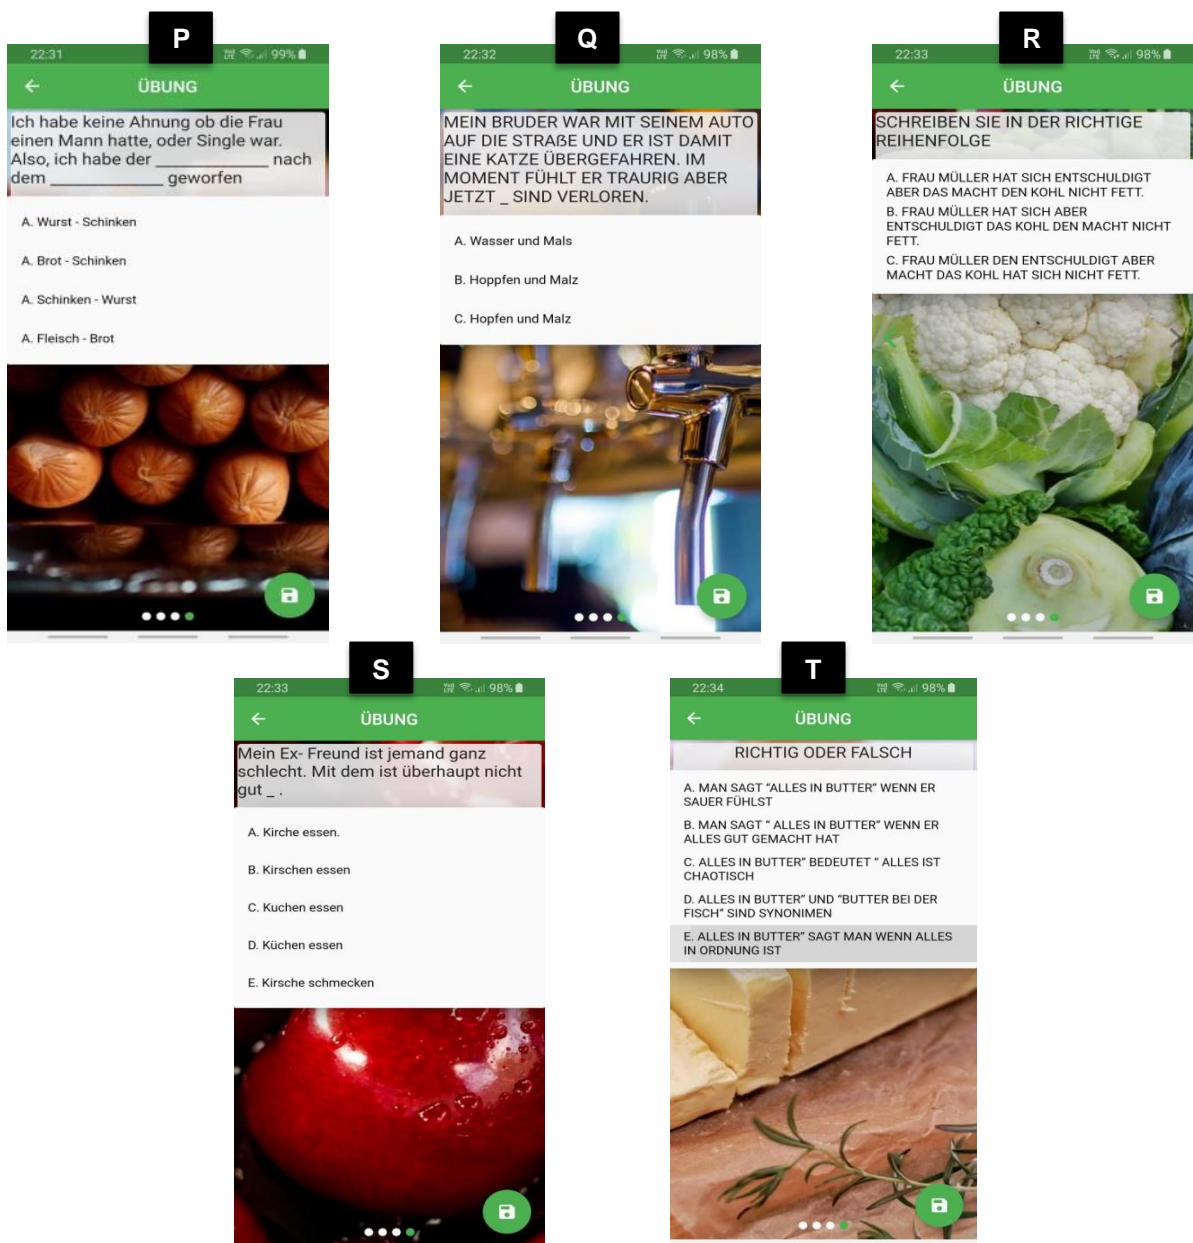 P
22:31 99%
ÜBUNG
Ich habe keine Ahnung ob die Frau
einen Mann hatte, oder Single war.
Also, ich habe der ____________ nach
dem ____________ geworfen
A. Wurst - Schinken
A. Brot - Schinken
A. Schinken - Wurst
A. Fleisch - Brot
Q
22:32 98%
ÜBUNG
MEIN BRUDER WAR MIT SEINEM AUTO
AUF DIE STRAßE UND ER IST DAMIT
EINE KATZE ÜBERGEFAHREN. IM
MOMENT FÜHLT ER TRAURIG ABER
JETZT _ SIND VERLOREN.
A. Wasser und Mals
B. Hoppfen und Malz
C. Hopfen und Malz
R
22:33 98%
ÜBUNG
SCHREIBEN SIE IN DER RICHTIGE
REIHENFOLGE
A. FRAU MÜLLER HAT SICH ENTSCHULDIGT
ABER DAS MACHT DEN KOHL NICHT FETT.
B. FRAU MÜLLER HAT SICH ABER
ENTSCHULDIGT DAS KOHL DEN MACHT NICHT
FETT.
C. FRAU MÜLLER DEN ENTSCHULDIGT ABER
MACHT DAS KOHL HAT SICH NICHT FETT.
S
22:33 98%
ÜBUNG
Mein Ex- Freund ist jemand ganz
schlecht. Mit dem ist überhaupt nicht
gut _ .
A. Kirche essen.
B. Kirschen essen
C. Kuchen essen
D. Küchen essen
E. Kirsche schmecken
T
22:34 98%
ÜBUNG
RICHTIG ODER FALSCH
A. MAN SAGT "ALLES IN BUTTER" WENN ER
SAUER FÜHLST
B. MAN SAGT " ALLES IN BUTTER" WENN ER
ALLES GUT GEMACHT HAT
C. ALLES IN BUTTER" BEDEUTET " ALLES IST
CHAOTISCH
D. ALLES IN BUTTER" UND "BUTTER BEI DER
FISCH" SIND SYNONIMEN
E. ALLES IN BUTTER" SAGT MAN WENN ALLES
IN ORDNUNG IST